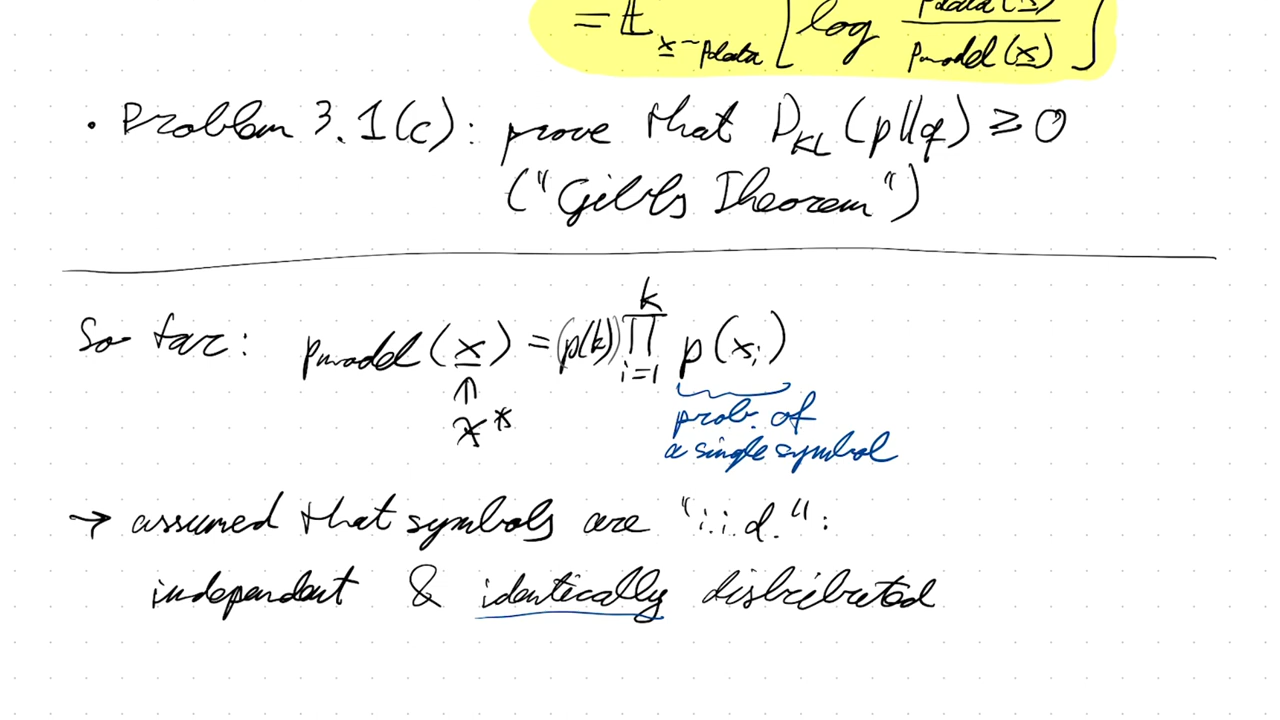 = 𝔼_{x~pdata} [ log pdata(x) / pmodel(x) ]
• Problem 3.1(c): prove that D_KL(p||q) ≥ 0
("Gibbs Theorem")
So far: pmodel(x) = (p(k)) ∏_{i=1}^{k} p(x_i)
↑
𝔛*
prob. of
a single symbol
→ assumed that symbols are "i.i.d.":
independent & identically distributed